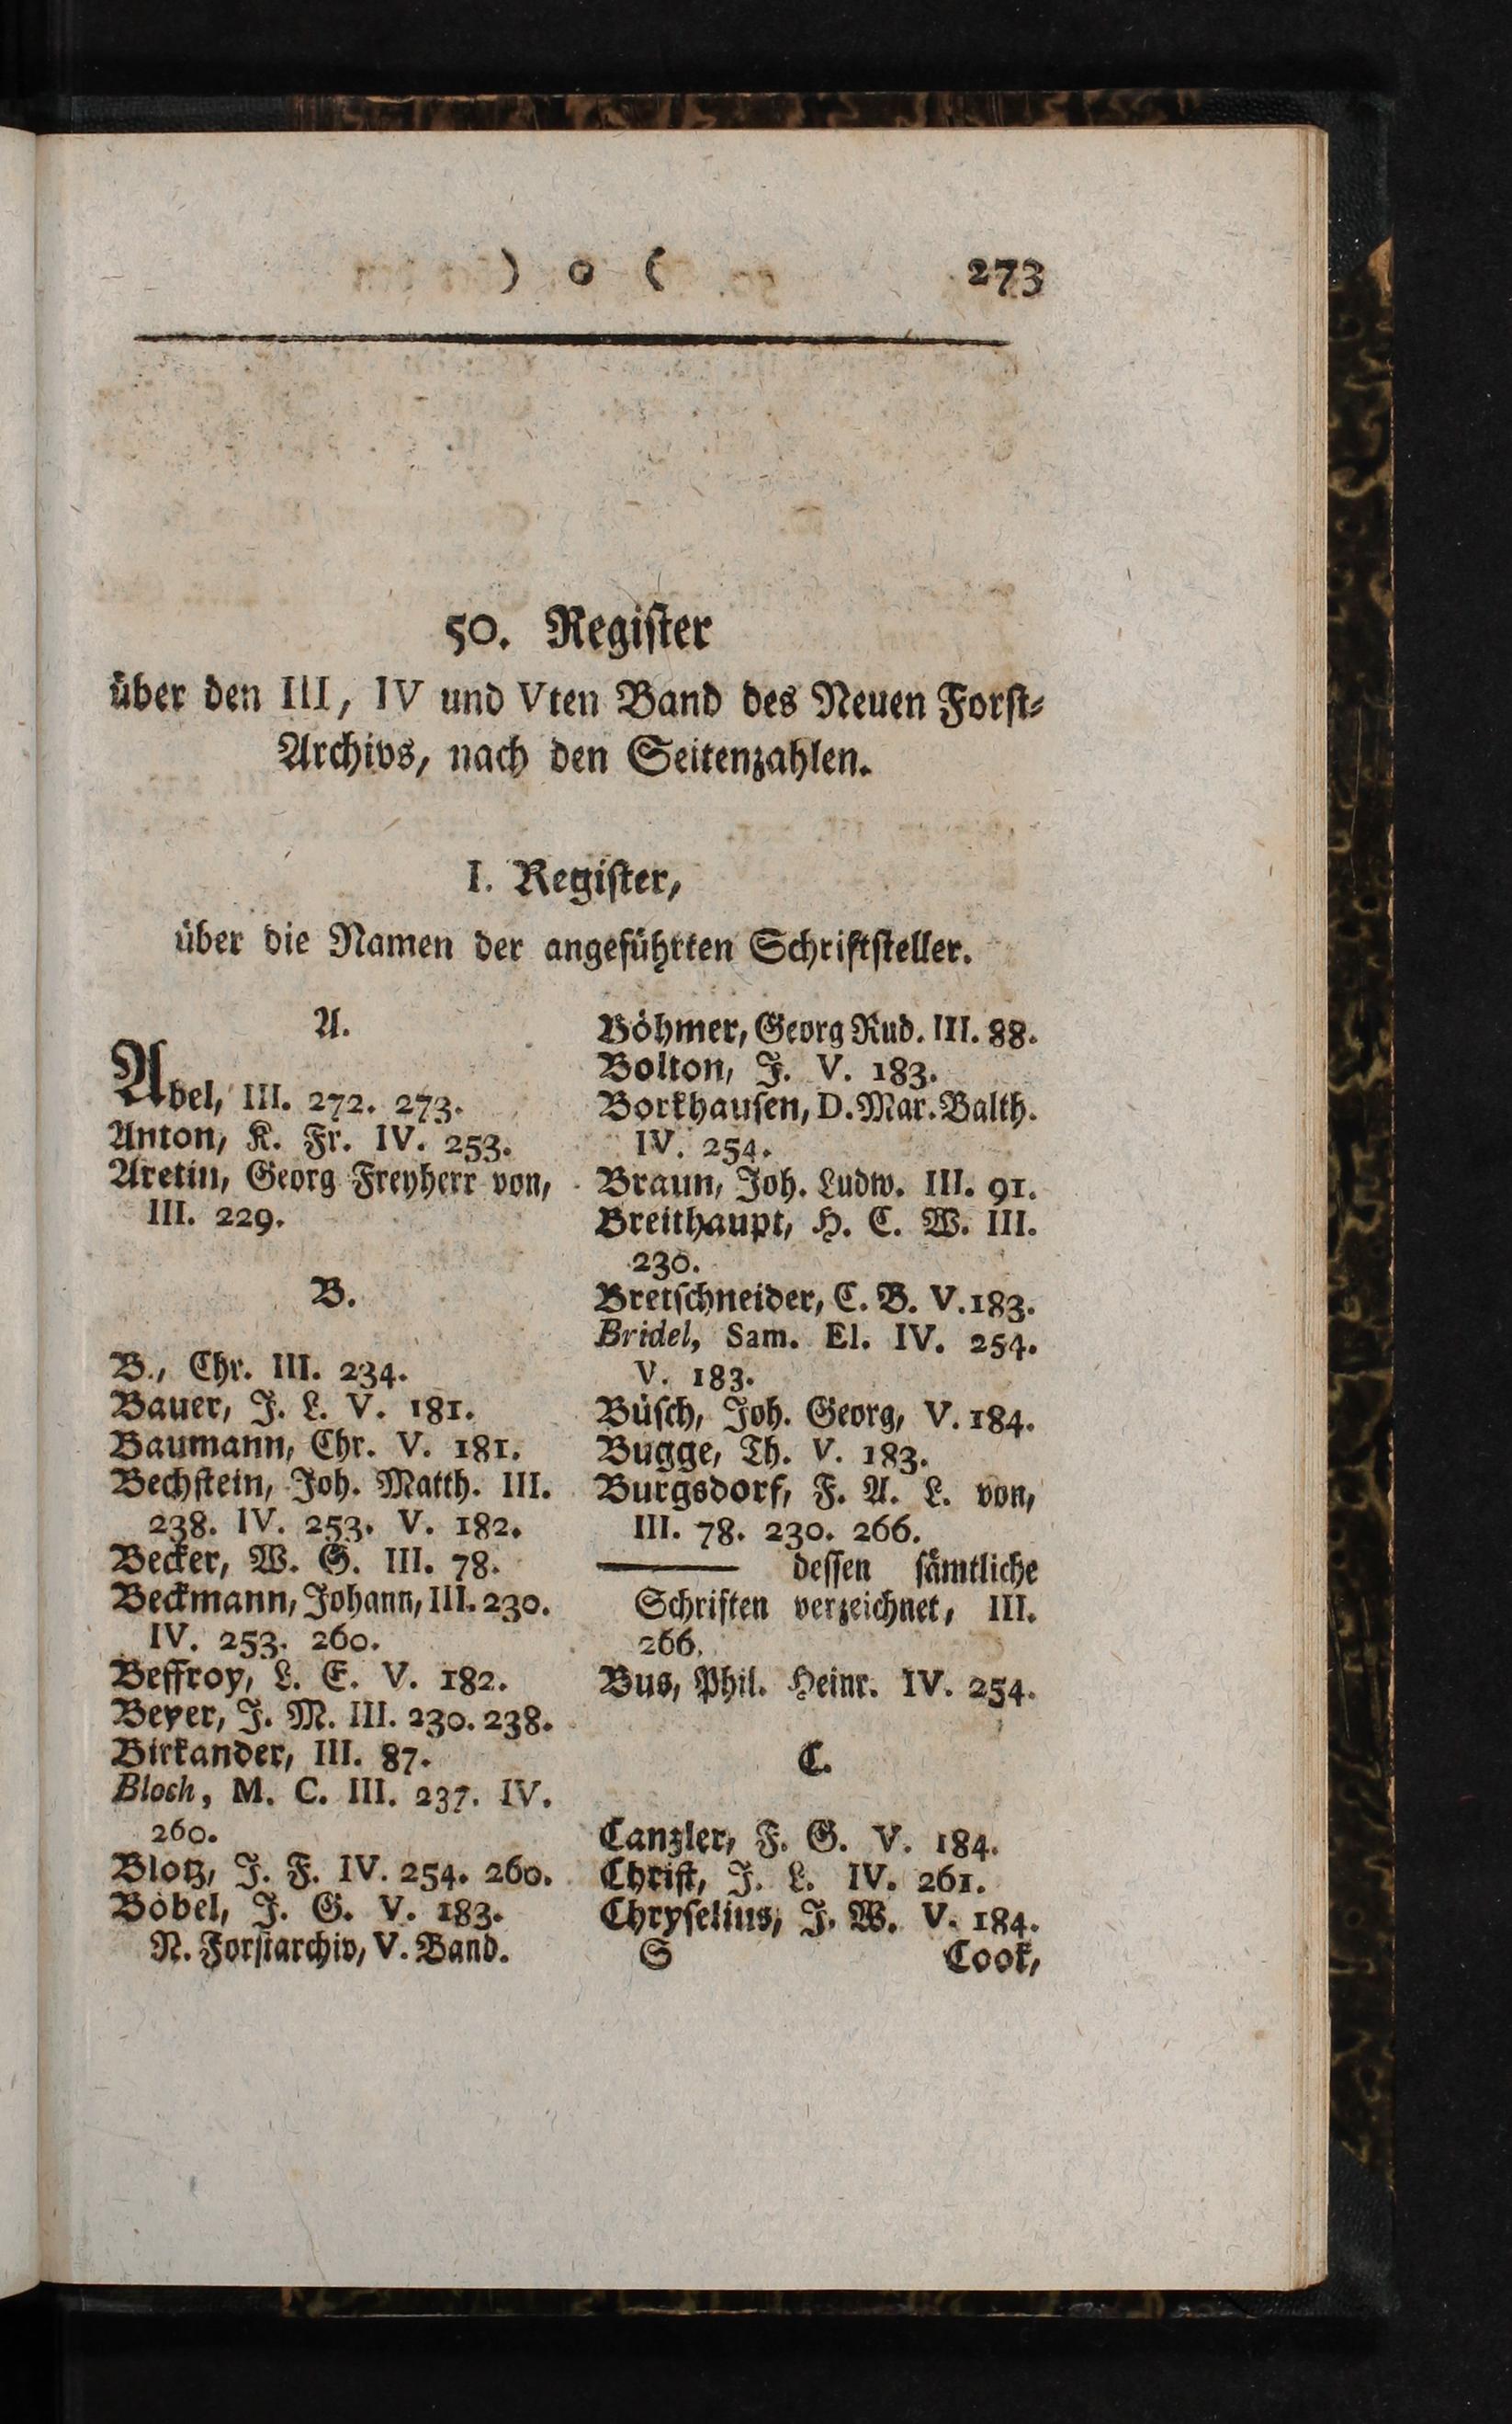 ) o ( 273
50. Regiſter
über den III, IV und Vten Band des Neuen Forſt-
Archivs, nach den Seitenzahlen.
I. Regiſter,
über die Namen der angeführten Schriftſteller.
A.
Abel, III. 272. 273.
Anton, K. Fr. IV. 253.
Aretin, Georg Freyherr von,
III. 229.
B.
B., Chr. III. 234.
Bauer, J. L. V. 181.
Baumann, Chr. V. 181.
Bechſtein, Joh. Matth. III.
238. IV. 253. V. 182.
Becker, W. G. III. 78.
Beckmann, Johann, III. 230.
IV. 253. 260.
Beffroy, L. E. V. 182.
Beyer, J. M. III. 230. 238.
Birkander, III. 87.
Bloch, M. C. III. 237. IV.
260.
Blotz, J. F. IV. 254. 260.
Böbel, J. G. V. 183.
N. Forſtarchiv, V. Band.
Böhmer, Georg Rud. III. 88.
Bolton, J. V. 183.
Borkhauſen, D. Mar. Balth.
IV. 254.
Braun, Joh. Ludw. III. 91.
Breithaupt, H. C. W. III.
230.
Bretſchneider, C. B. V. 183.
Bridel, Sam. El. IV. 254.
V. 183.
Büſch, Joh. Georg, V. 184.
Bugge, Th. V. 183.
Burgsdorf, F. A. L. von,
III. 78. 230. 266.
——— deſſen ſämtliche
Schriften verzeichnet, III.
266.
Bus, Phil. Heinr. IV. 254.
C.
Canzler, F. G. V. 184.
Chriſt, J. L. IV. 261.
Chryſelius, J. W. V. 184.
S Cook,